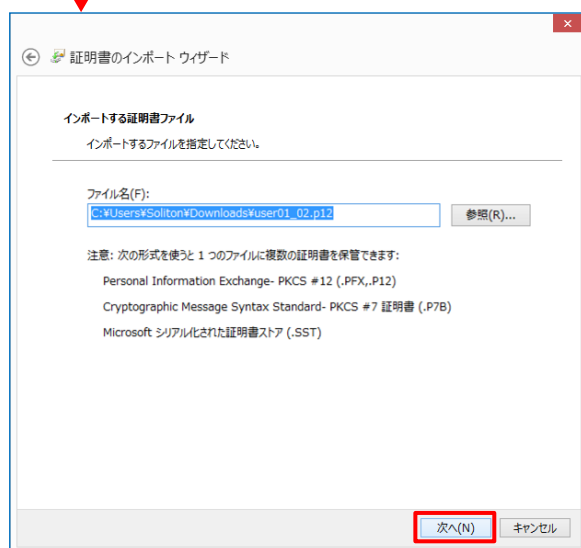 証明書のインポート ウィザード
インポートする証明書ファイル
インポートするファイルを指定してください。
ファイル名(F):
C:¥Users¥Soliton¥Downloads¥user01_02.p12
参照(R)...
注意: 次の形式を使うと 1 つのファイルに複数の証明書を保管できます:
Personal Information Exchange- PKCS #12 (.PFX,.P12)
Cryptographic Message Syntax Standard- PKCS #7 証明書 (.P7B)
Microsoft シリアル化された証明書ストア (.SST)
次へ(N)
キャンセル